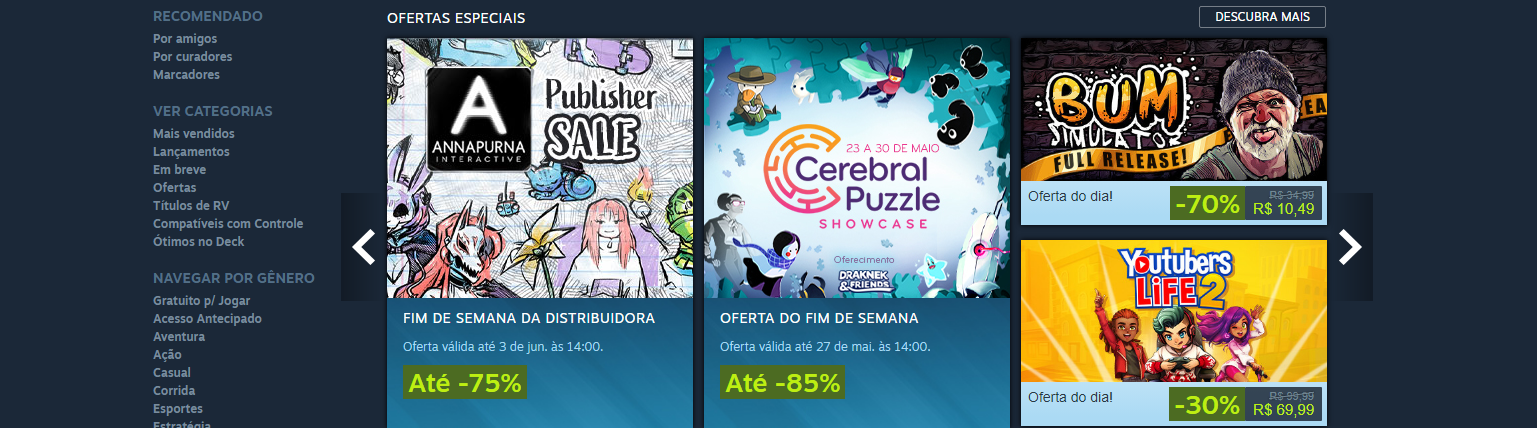 RECOMENDADO
Por amigos
Por curadores
Marcadores
VER CATEGORIAS
Mais vendidos
Lançamentos
Em breve
Ofertas
Títulos de RV
Compatíveis com Controle
Ótimos no Deck
NAVEGAR POR GÊNERO
Gratuito p/ Jogar
Acesso Antecipado
Aventura
Ação
Casual
Corrida
Esportes
Estratégia
OFERTAS ESPECIAIS
DESCUBRA MAIS
A
ANNAPURNA
INTERACTIVE
Publisher
SALE
FIM DE SEMANA DA DISTRIBUIDORA
Oferta válida até 3 de jun. às 14:00.
Até -75%
23 A 30 DE MAIO
Cerebral
Puzzle
SHOWCASE
Oferecimento
DRAKNEK
& FRIENDS
OFERTA DO FIM DE SEMANA
Oferta válida até 27 de mai. às 14:00.
Até -85%
BUM
SIMULATOR
FULL RELEASE!
EA
Oferta do dia!
-70%
R$ 34,99
R$ 10,49
Youtubers
LiFE 2
Oferta do dia!
-30%
R$ 99,99
R$ 69,99